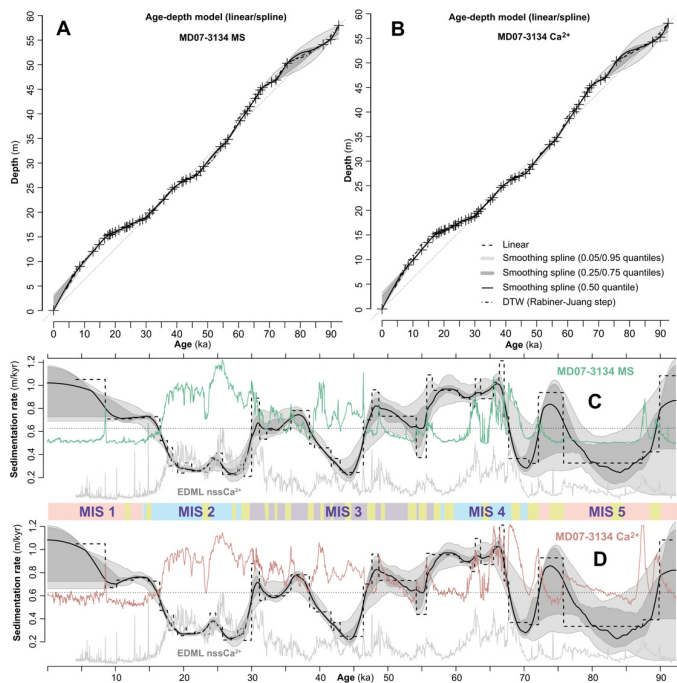 Age-depth model (linear/spline)
A
MD07-3134 MS
Depth (m)
0 5 10 15 20 25 30 35 40 45 50 55 60
0 10 20 30 40 50 60 70 80 90
Age (ka)
Age-depth model (linear/spline)
B
MD07-3134 Ca²⁺
Depth (m)
0 5 10 15 20 25 30 35 40 45 50 55 60
Linear
Smoothing spline (0.05/0.95 quantiles)
Smoothing spline (0.25/0.75 quantiles)
Smoothing spline (0.50 quantile)
DTW (Rabiner-Juang step)
0 10 20 30 40 50 60 70 80 90
Age (ka)
Sedimentation rate (m/kyr)
0.2 0.4 0.6 0.8 1.0 1.2
MD07-3134 MS
C
EDML nssCa²⁺
MIS 1 MIS 2 MIS 3 MIS 4 MIS 5
Sedimentation rate (m/kyr)
0.2 0.4 0.6 0.8 1.0 1.2
MD07-3134 Ca²⁺
D
EDML nssCa²⁺
0 10 20 30 40 50 60 70 80 90
Age (ka)